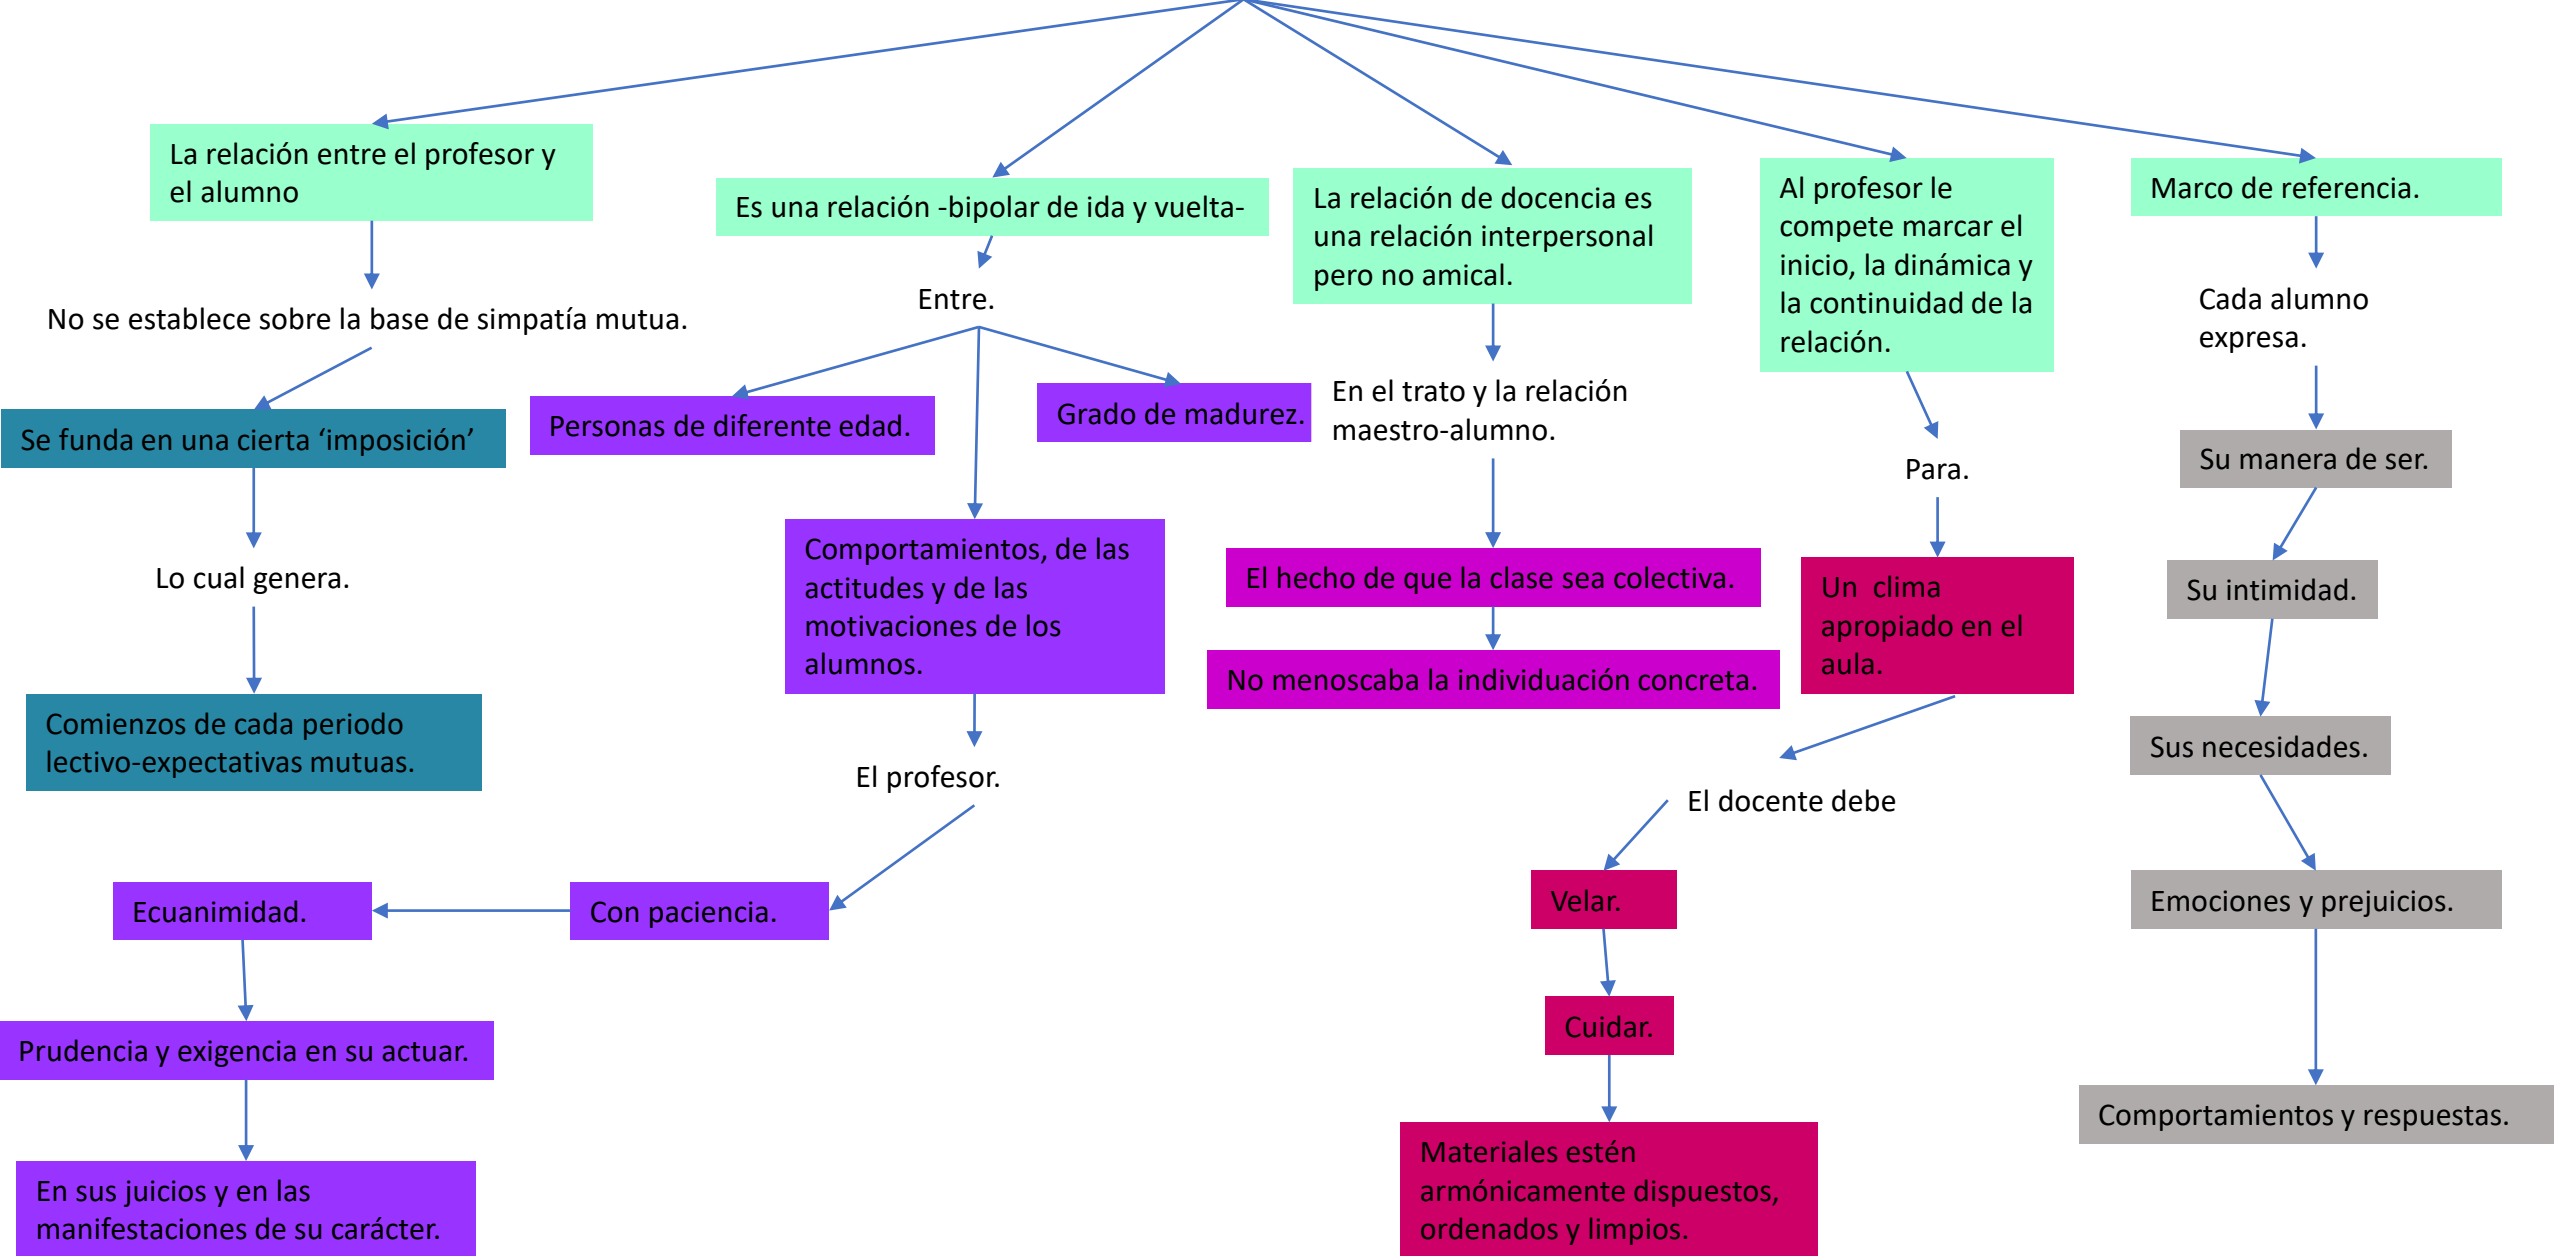 La relación entre el profesor y
el alumno
No se establece sobre la base de simpatía mutua.
Se funda en una cierta ‘imposición’
Lo cual genera.
Comienzos de cada periodo
lectivo-expectativas mutuas.
Es una relación -bipolar de ida y vuelta-
Entre.
Personas de diferente edad.
Grado de madurez.
Comportamientos, de las
actitudes y de las
motivaciones de los
alumnos.
El profesor.
Con paciencia.
Ecuanimidad.
Prudencia y exigencia en su actuar.
En sus juicios y en las
manifestaciones de su carácter.
La relación de docencia es
una relación interpersonal
pero no amical.
En el trato y la relación
maestro-alumno.
El hecho de que la clase sea colectiva.
No menoscaba la individuación concreta.
Al profesor le
compete marcar el
inicio, la dinámica y
la continuidad de la
relación.
Para.
Un  clima
apropiado en el
aula.
El docente debe
Velar.
Cuidar.
Materiales estén
armónicamente dispuestos,
ordenados y limpios.
Marco de referencia.
Cada alumno
expresa.
Su manera de ser.
Su intimidad.
Sus necesidades.
Emociones y prejuicios.
Comportamientos y respuestas.